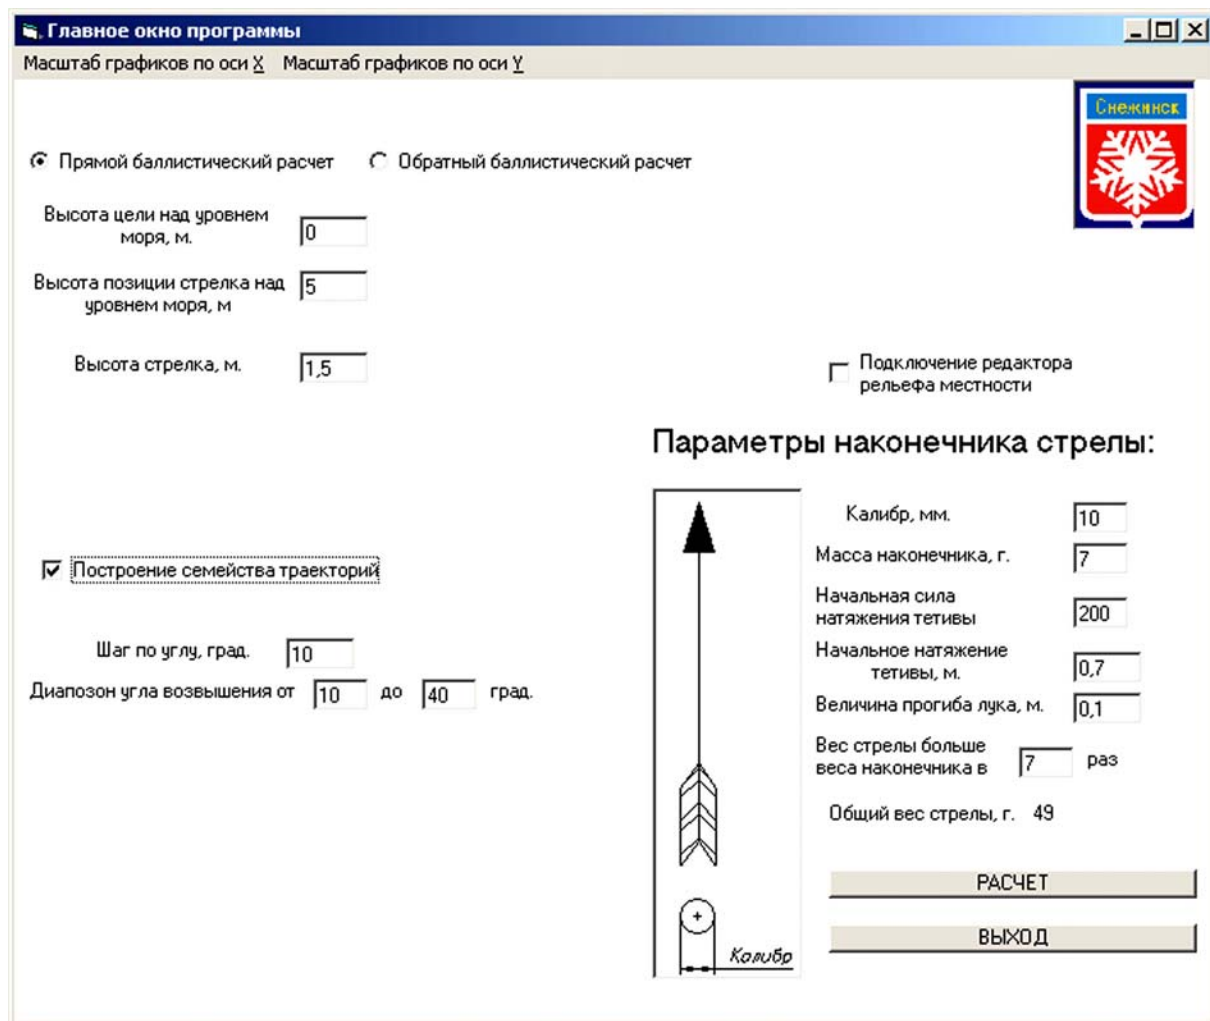 Главное окно программы
Масштаб графиков по оси X Масштаб графиков по оси Y
Снежинск
Прямой баллистический расчет Обратный баллистический расчет
Высота цели над уровнем
моря, м.
0
Высота позиции стрелка над
уровнем моря, м
5
Высота стрелка, м.
1,5
Подключение редактора
рельефа местности
Параметры наконечника стрелы:
Калибр, мм.
10
Масса наконечника, г.
7
Начальная сила
натяжения тетивы
200
Начальное натяжение
тетивы, м.
0,7
Величина прогиба лука, м.
0,1
Вес стрелы больше
веса наконечника в
7
раз
Общий вес стрелы, г. 49
Построение семейства траекторий
Шаг по углу, град.
10
Диапозон угла возвышения от 10 до 40 град.
Калибр
РАСЧЕТ
ВЫХОД